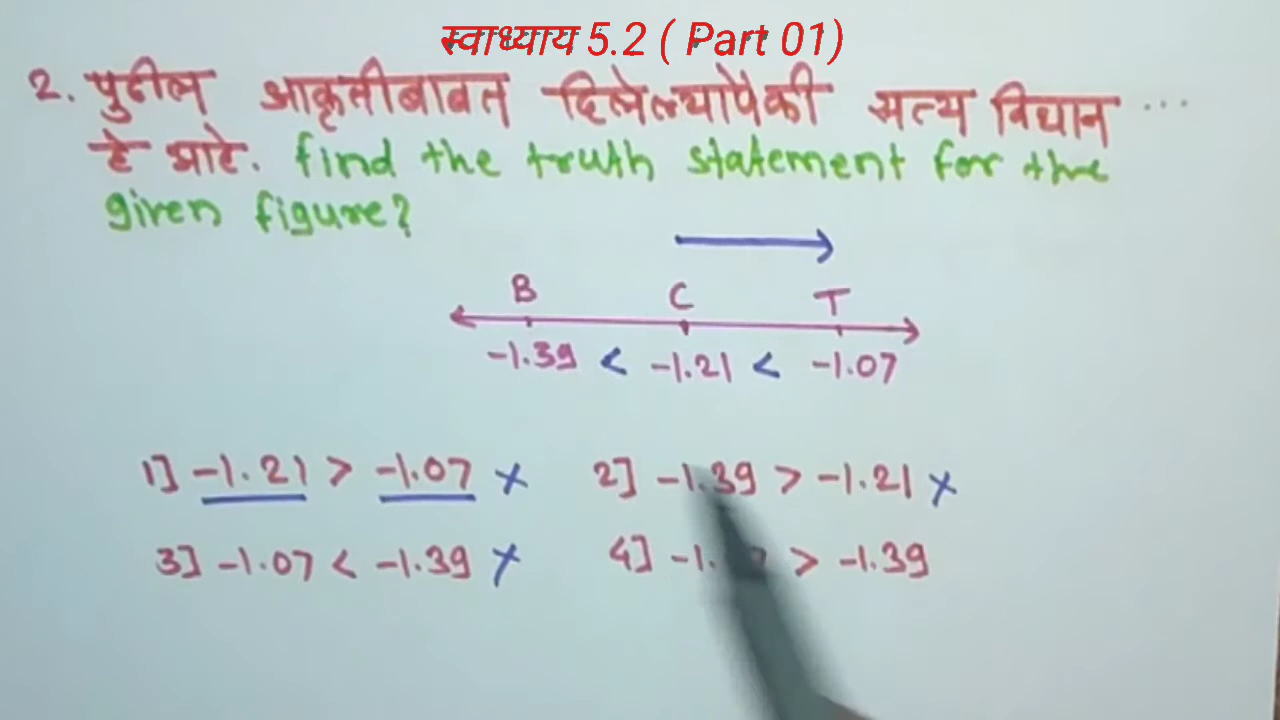 स्वाध्याय 5.2 ( Part 01)
2. पुढील आकृतीबाबत दिलेल्यांपैकी सत्य विधान ...
हे आहे. find the truth statement for the
given figure?
B C T
-1.39 < -1.21 < -1.07
1] -1.21 > -1.07 × 2] -1.39 > -1.21 ×
3] -1.07 < -1.39 × 4] > -1.39